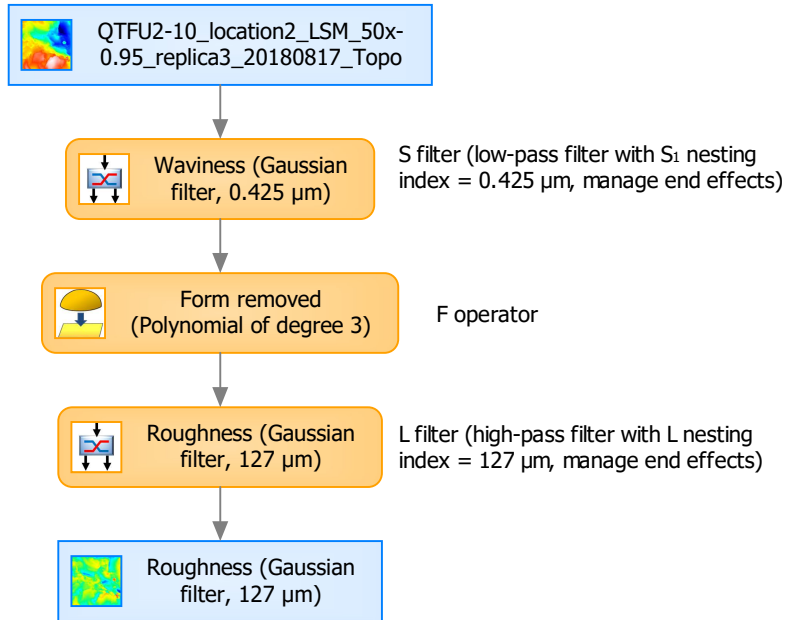 QTFU2-10_location2_LSM_50x-
0.95_replica3_20180817_Topo
Waviness (Gaussian
filter, 0.425 µm)
S filter (low-pass filter with S₁ nesting
index = 0.425 µm, manage end effects)
Form removed
(Polynomial of degree 3)
F operator
Roughness (Gaussian
filter, 127 µm)
L filter (high-pass filter with L nesting
index = 127 µm, manage end effects)
Roughness (Gaussian
filter, 127 µm)